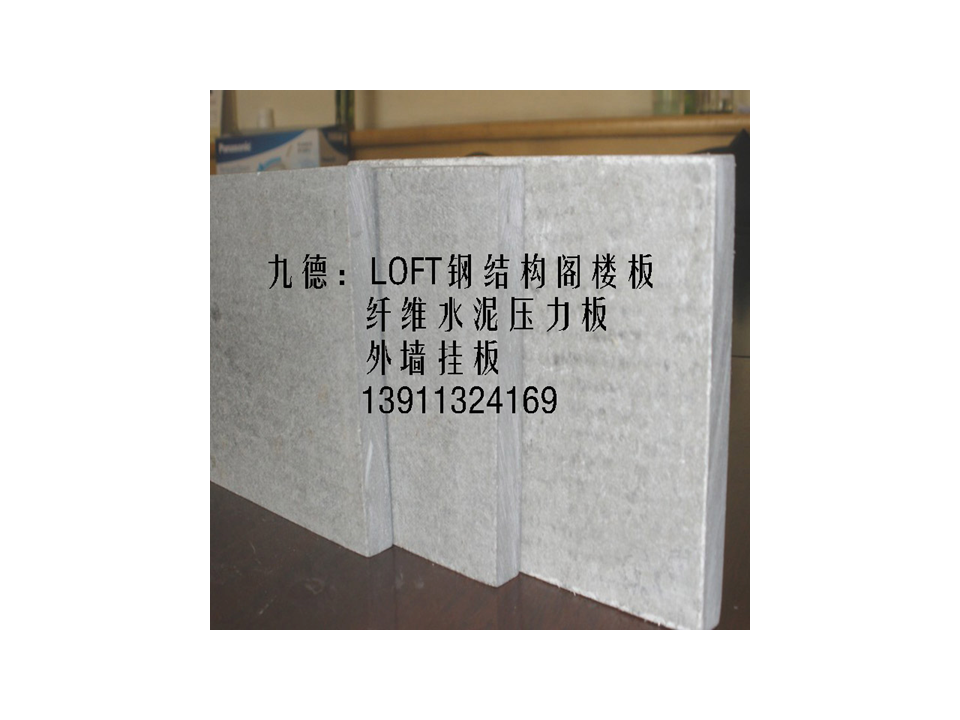 Panasonic
九德：LOFT钢结构阁楼板
纤维水泥压力板
外墙挂板
13911324169